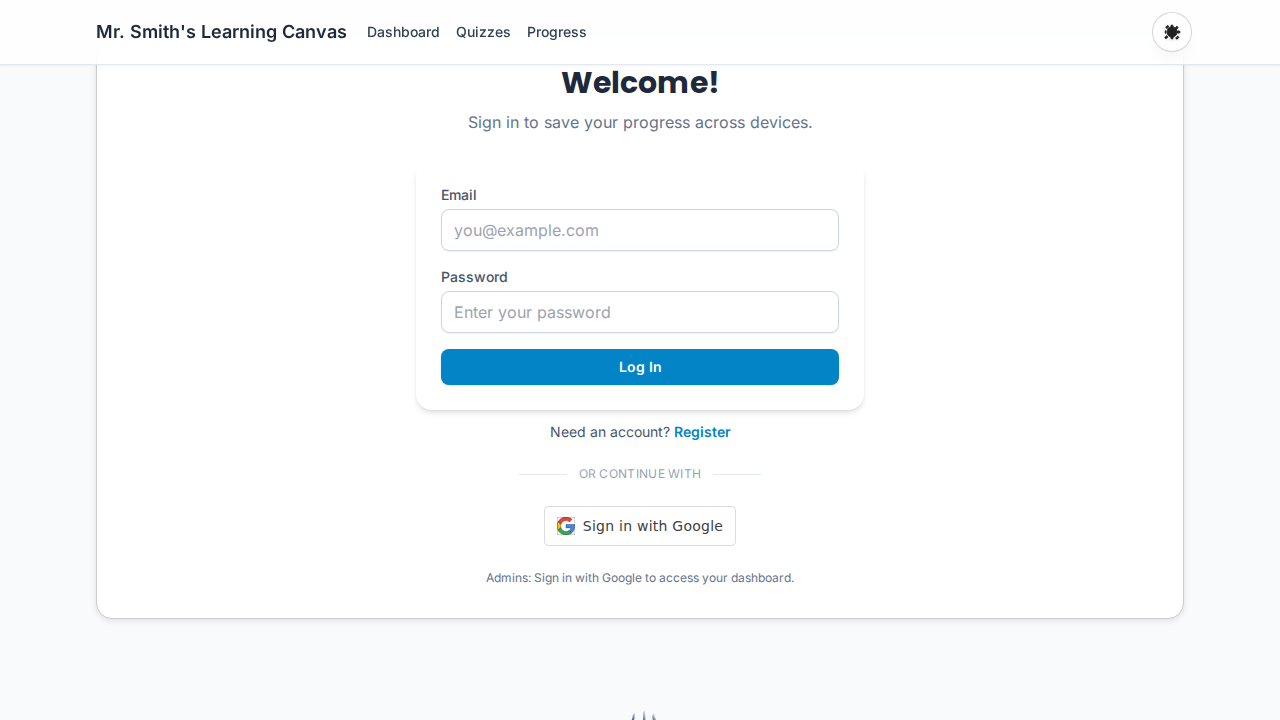 Mr. Smith's Learning Canvas Dashboard Quizzes Progress
Welcome!
Sign in to save your progress across devices.
Email
you@example.com
Password
Enter your password
Log In
Need an account? Register
OR CONTINUE WITH
Sign in with Google
Admins: Sign in with Google to access your dashboard.